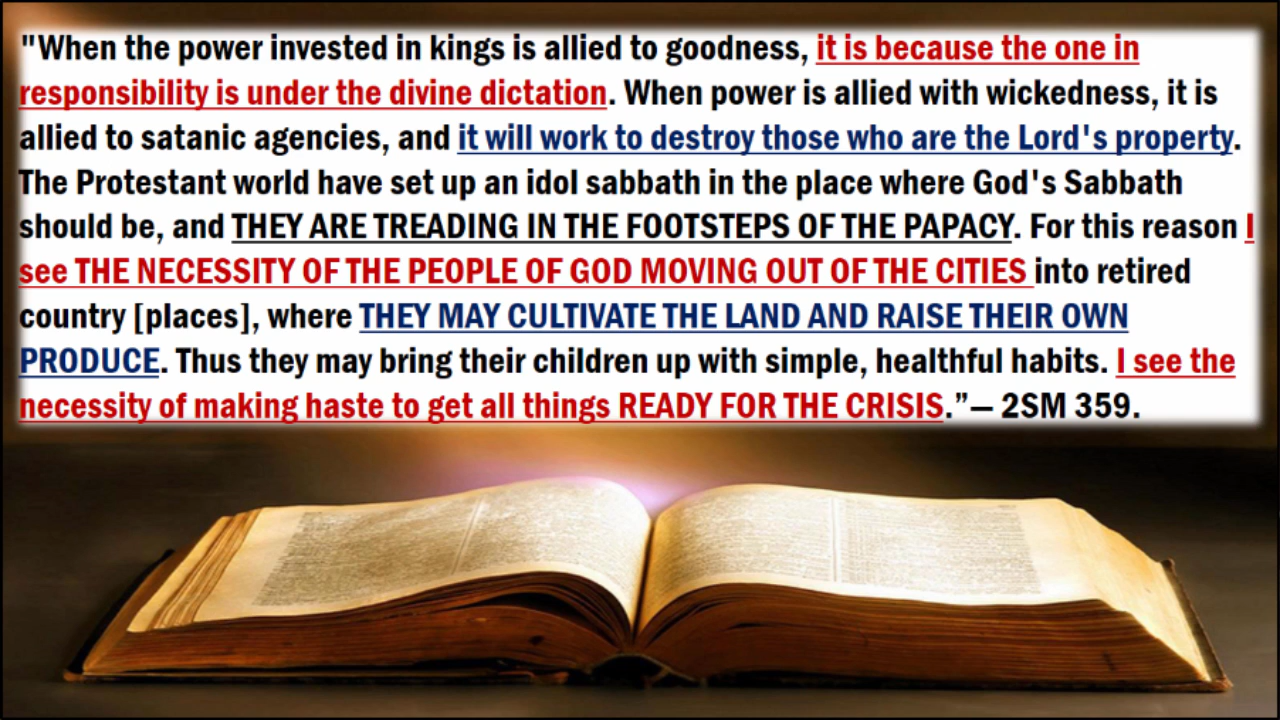 "When the power invested in kings is allied to goodness, it is because the one in
responsibility is under the divine dictation. When power is allied with wickedness, it is
allied to satanic agencies, and it will work to destroy those who are the Lord's property.
The Protestant world have set up an idol sabbath in the place where God's Sabbath
should be, and THEY ARE TREADING IN THE FOOTSTEPS OF THE PAPACY. For this reason I
see THE NECESSITY OF THE PEOPLE OF GOD MOVING OUT OF THE CITIES into retired
country [places], where THEY MAY CULTIVATE THE LAND AND RAISE THEIR OWN
PRODUCE. Thus they may bring their children up with simple, healthful habits. I see the
necessity of making haste to get all things READY FOR THE CRISIS.”— 2SM 359.